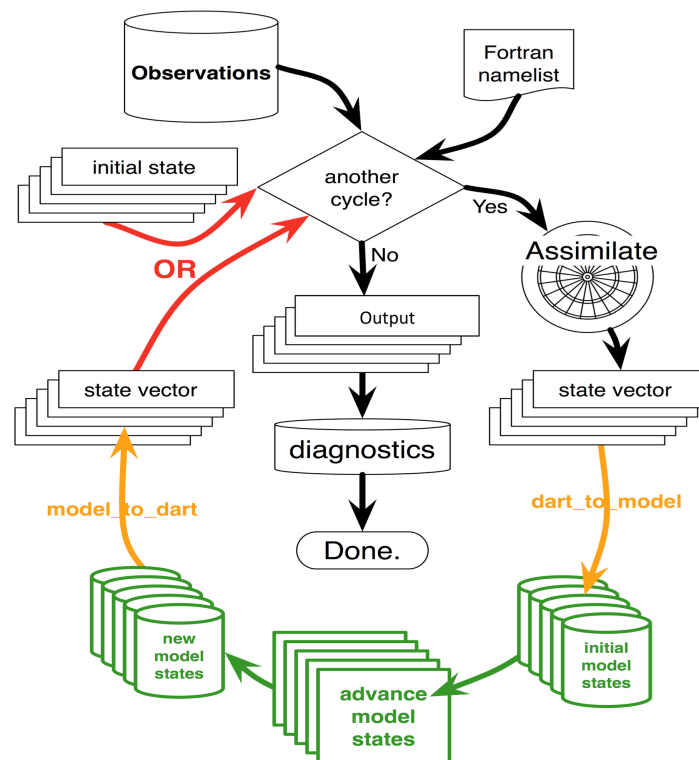 Observations
Fortran
namelist
initial state
another
cycle?
Yes
Assimilate
OR
No
Output
state vector
state vector
diagnostics
model_to_dart
dart_to_model
Done.
new
model
states
initial
model
states
advance
model
states